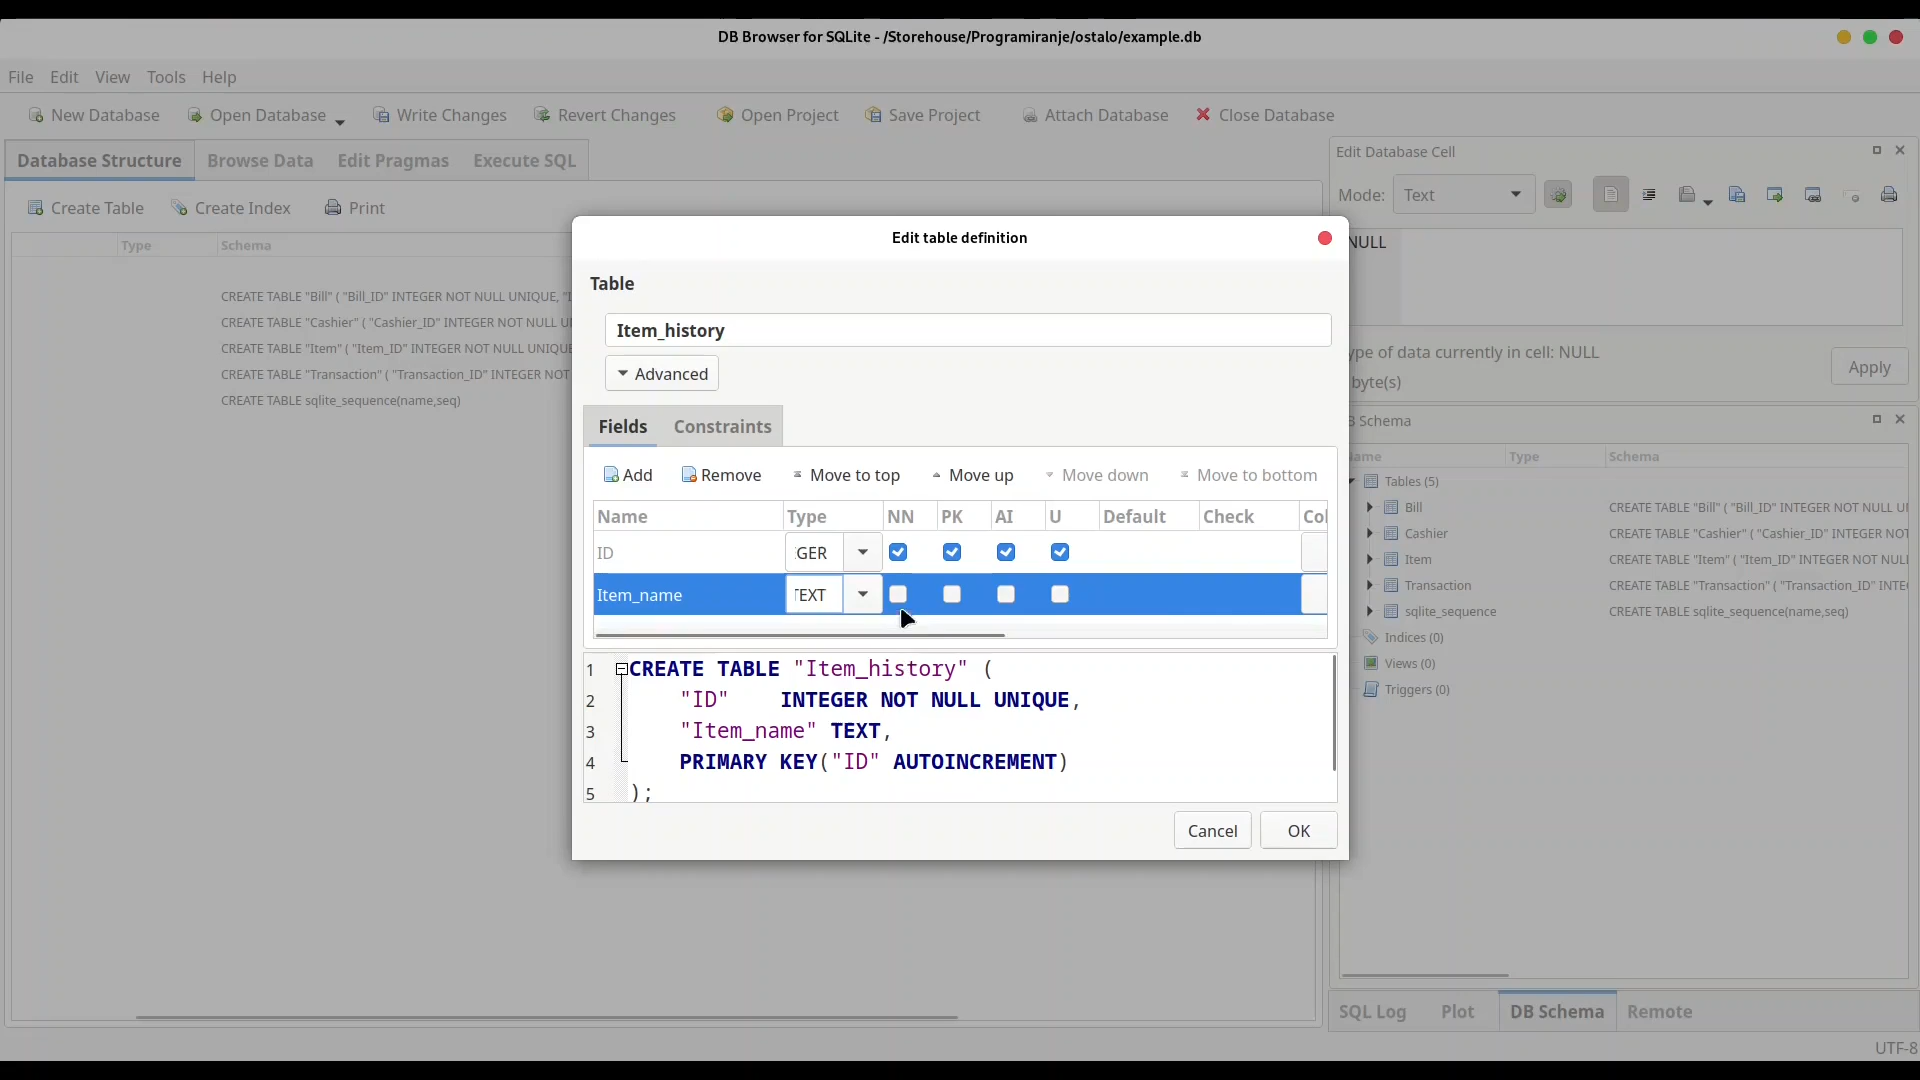 DB Browser for SQLite - /Storehouse/Programiranje/ostalo/example.db
File Edit View Tools Help
New Database Open Database Write Changes Revert Changes Open Project Save Project Attach Database Close Database
Database Structure Browse Data Edit Pragmas Execute SQL
Create Table Create Index Print
Type Schema
CREATE TABLE "Bill" ( "Bill_ID" INTEGER NOT NULL UNIQUE, "I
CREATE TABLE "Cashier" ( "Cashier_ID" INTEGER NOT NULL U
CREATE TABLE "Item" ( "Item_ID" INTEGER NOT NULL UNIQUE
CREATE TABLE "Transaction" ( "Transaction_ID" INTEGER NOT
CREATE TABLE sqlite_sequence(name,seq)
Edit table definition
Table
Item_history
Advanced
Fields Constraints
Add Remove Move to top Move up Move down Move to bottom
Name Type NN PK AI U Default Check Col
ID GER
Item_name TEXT
1 CREATE TABLE "Item_history" (
2 "ID" INTEGER NOT NULL UNIQUE,
3 "Item_name" TEXT,
4 PRIMARY KEY("ID" AUTOINCREMENT)
5 );
Cancel OK
Edit Database Cell
Mode: Text
NULL
ype of data currently in cell: NULL
byte(s)
Apply
B Schema
ame Type Schema
Tables (5)
Bill CREATE TABLE "Bill" ( "Bill_ID" INTEGER NOT NULL U
Cashier CREATE TABLE "Cashier" ( "Cashier_ID" INTEGER NOT
Item CREATE TABLE "Item" ( "Item_ID" INTEGER NOT NULL
Transaction CREATE TABLE "Transaction" ( "Transaction_ID" INTE
sqlite_sequence CREATE TABLE sqlite_sequence(name,seq)
Indices (0)
Views (0)
Triggers (0)
SQL Log Plot DB Schema Remote
UTF-8